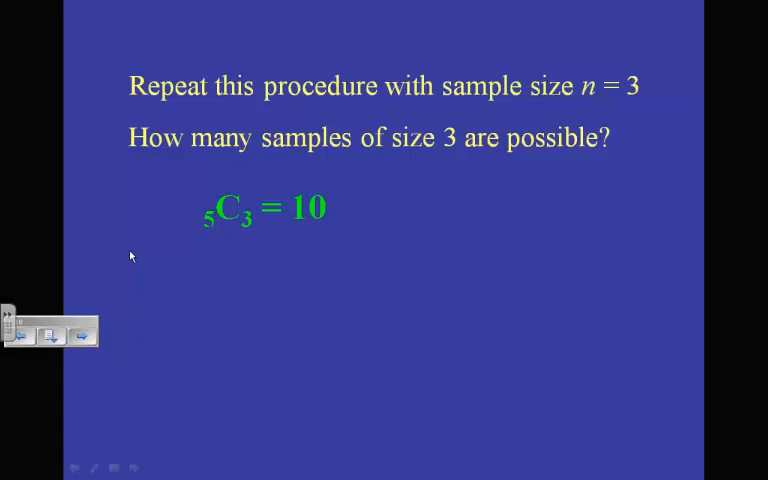 Repeat this procedure with sample size n = 3
How many samples of size 3 are possible?
₅C₃ = 10